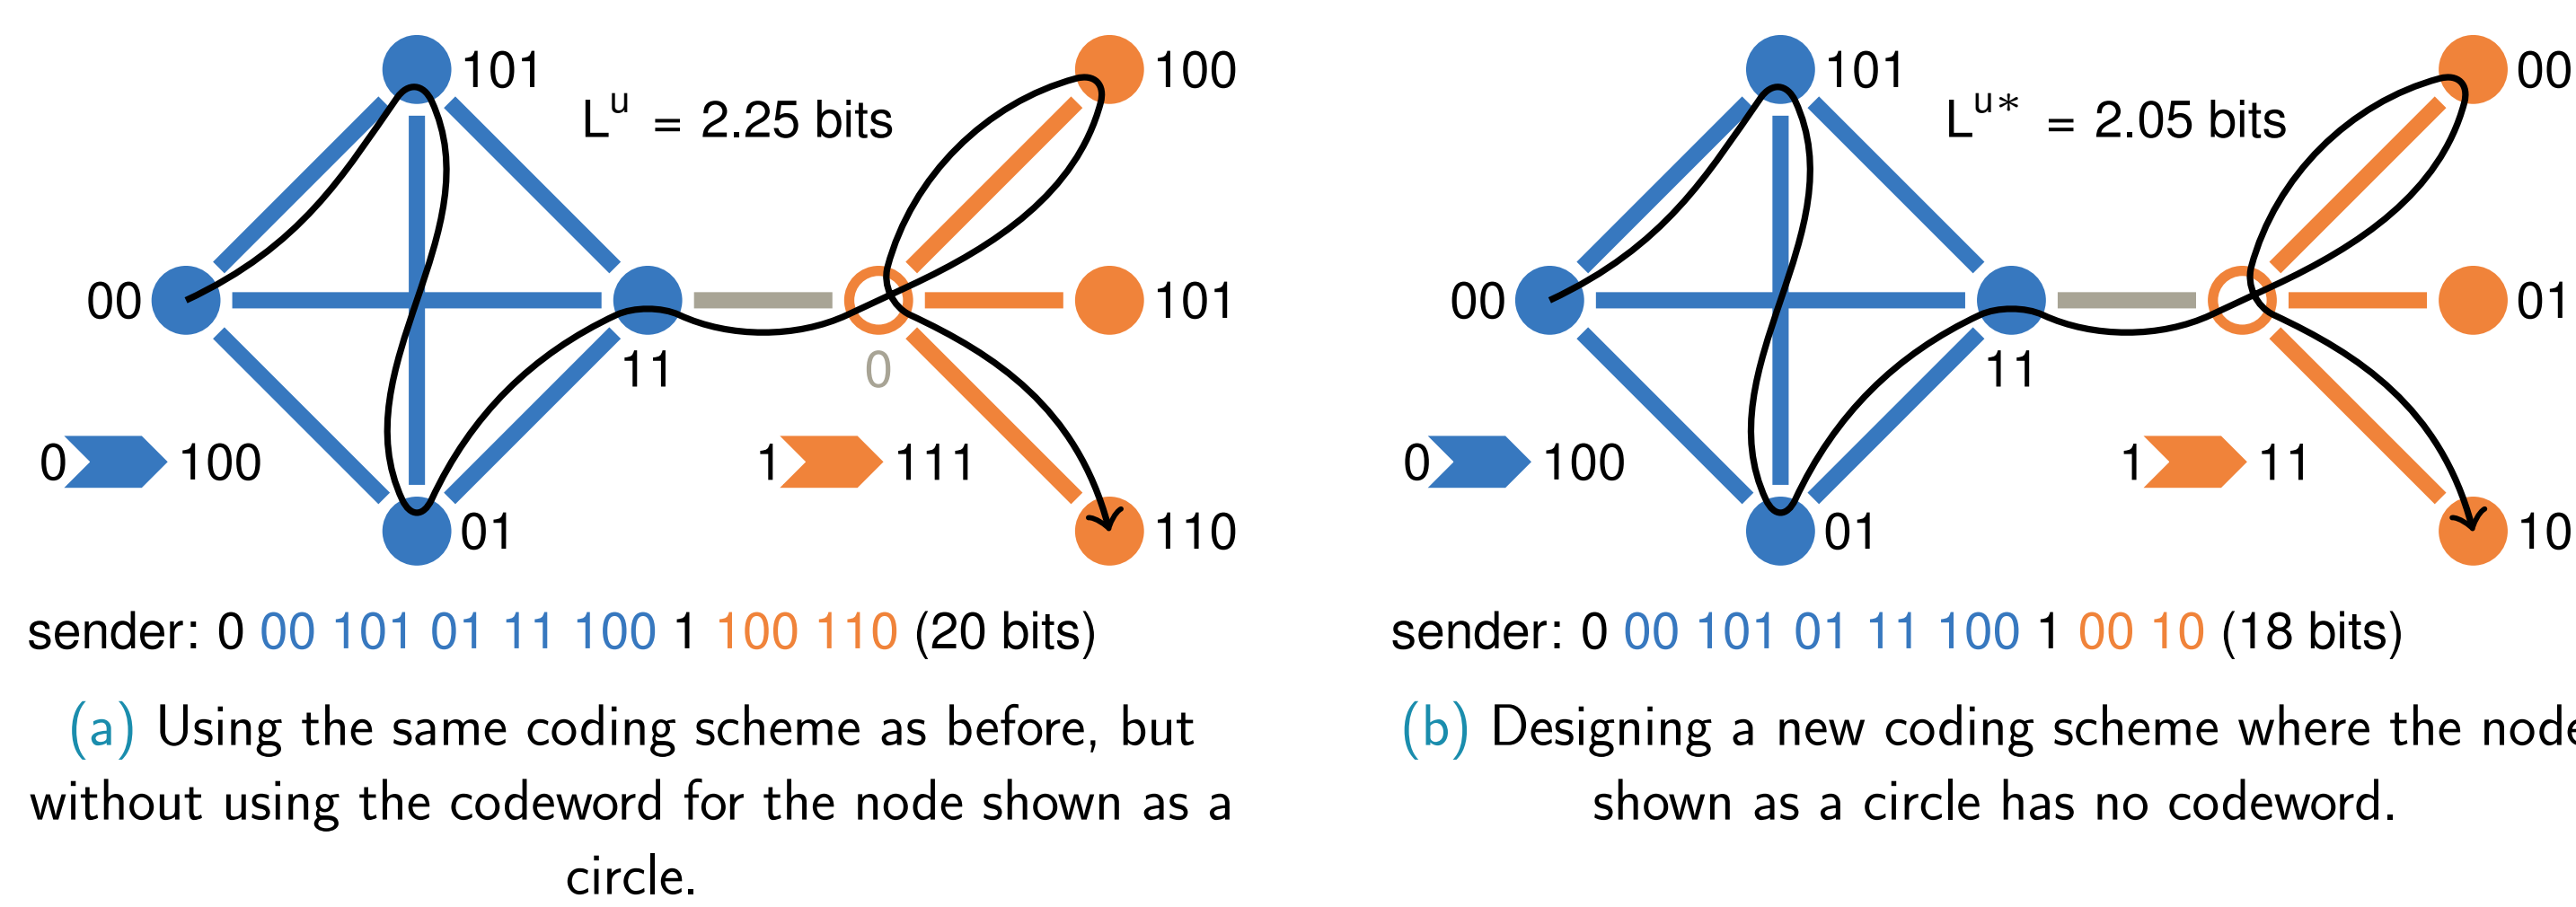 101
100
L^u = 2.25 bits
00
101
11
0
0 100
1 111
01
110
sender: 0 00 101 01 11 100 1 100 110 (20 bits)
(a) Using the same coding scheme as before, but
without using the codeword for the node shown as a
circle.
101
00
L^u* = 2.05 bits
00
01
11
0 100
1 11
01
10
sender: 0 00 101 01 11 100 1 00 10 (18 bits)
(b) Designing a new coding scheme where the node
shown as a circle has no codeword.